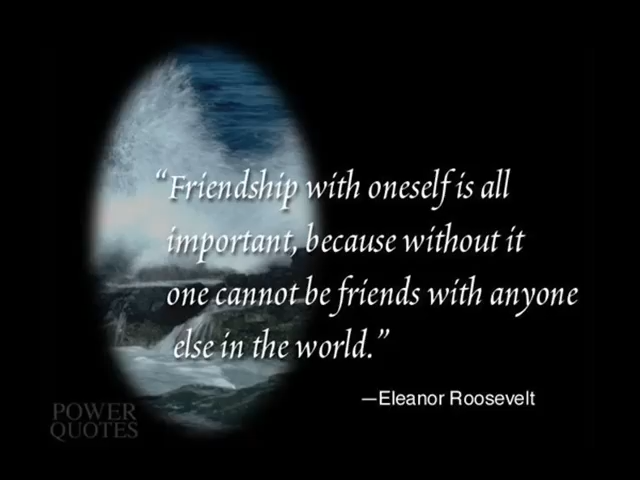 “Friendship with oneself is all
important, because without it
one cannot be friends with anyone
else in the world.”
—Eleanor Roosevelt
POWER
QUOTES